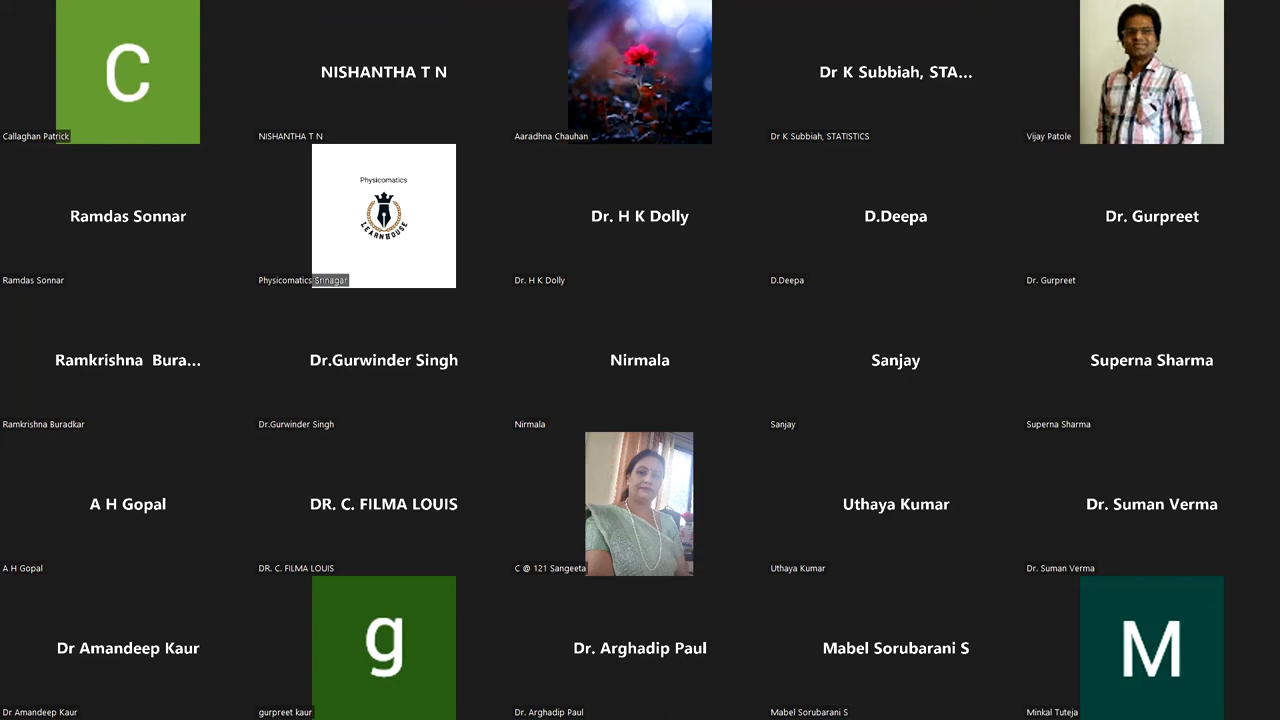 C
NISHANTHA T N
Dr K Subbiah, STA...
Callaghan Patrick
NISHANTHA T N
Aaradhna Chauhan
Dr K Subbiah, STATISTICS
Vijay Patole
Ramdas Sonnar
Physicomatics
LEARNHOUSE
Dr. H K Dolly
D.Deepa
Dr. Gurpreet
Ramdas Sonnar
Physicomatics Srinagar
Dr. H K Dolly
D.Deepa
Dr. Gurpreet
Ramkrishna Bura...
Dr.Gurwinder Singh
Nirmala
Sanjay
Superna Sharma
Ramkrishna Buradkar
Dr.Gurwinder Singh
Nirmala
Sanjay
Superna Sharma
A H Gopal
DR. C. FILMA LOUIS
Uthaya Kumar
Dr. Suman Verma
A H Gopal
DR. C. FILMA LOUIS
C @ 121 Sangeeta
Uthaya Kumar
Dr. Suman Verma
Dr Amandeep Kaur
g
Dr. Arghadip Paul
Mabel Sorubarani S
M
Dr Amandeep Kaur
gurpreet kaur
Dr. Arghadip Paul
Mabel Sorubarani S
Minkal Tuteja